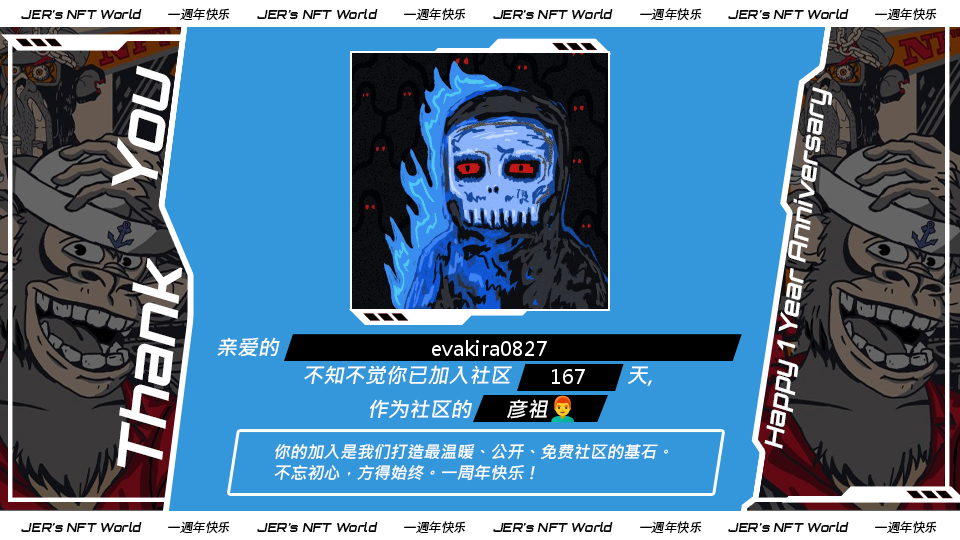 JER's NFT World 一週年快乐 JER's NFT World 一週年快乐 JER's NFT World 一週年快乐 JER's NFT World 一週年快乐
Thank You
亲爱的 evakira0827
不知不觉你已加入社区 167 天,
作为社区的 彦祖👨‍🦰
你的加入是我们打造最温暖、公开、免费社区的基石。
不忘初心，方得始终。一周年快乐！
Happy 1 Year Anniversary
JER's NFT World 一週年快乐 JER's NFT World 一週年快乐 JER's NFT World 一週年快乐 JER's NFT World 一週年快乐